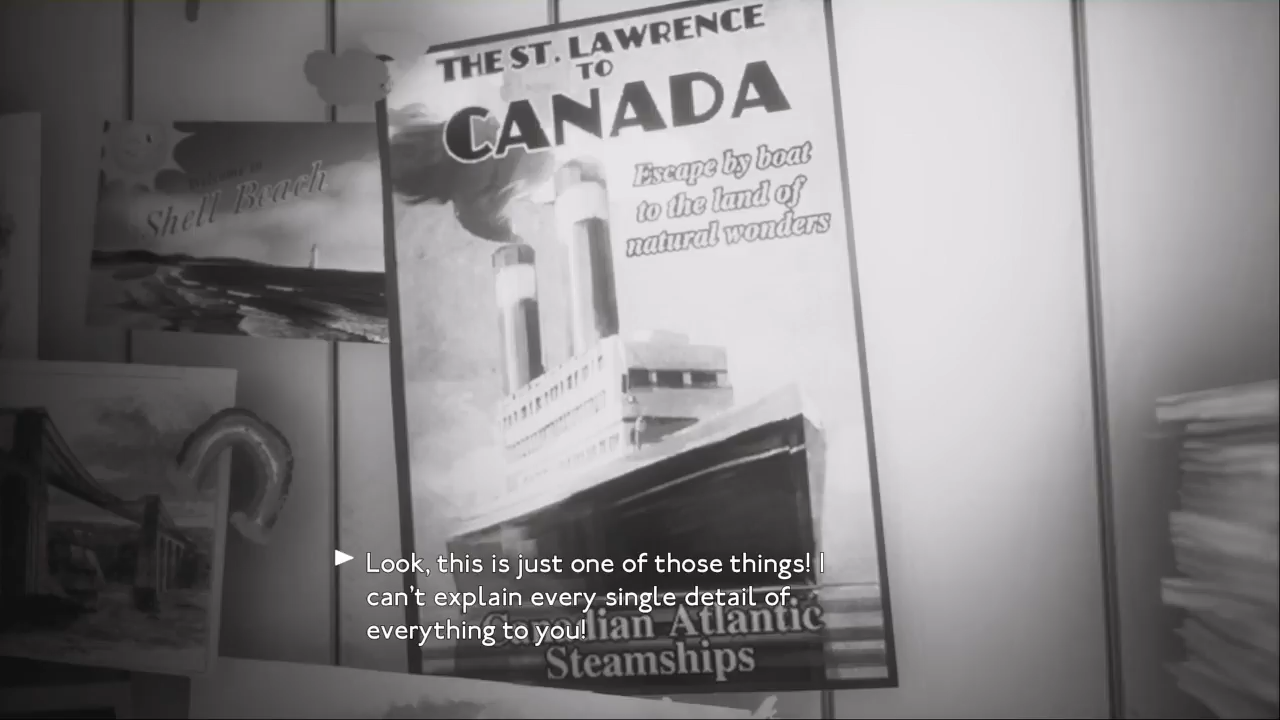 THE ST. LAWRENCE
TO
CANADA
Escape by boat
to the land of
natural wonders
Shell Beach
Look, this is just one of those things! I
can't explain every single detail of
everything to you!
Canadian Atlantic
Steamships